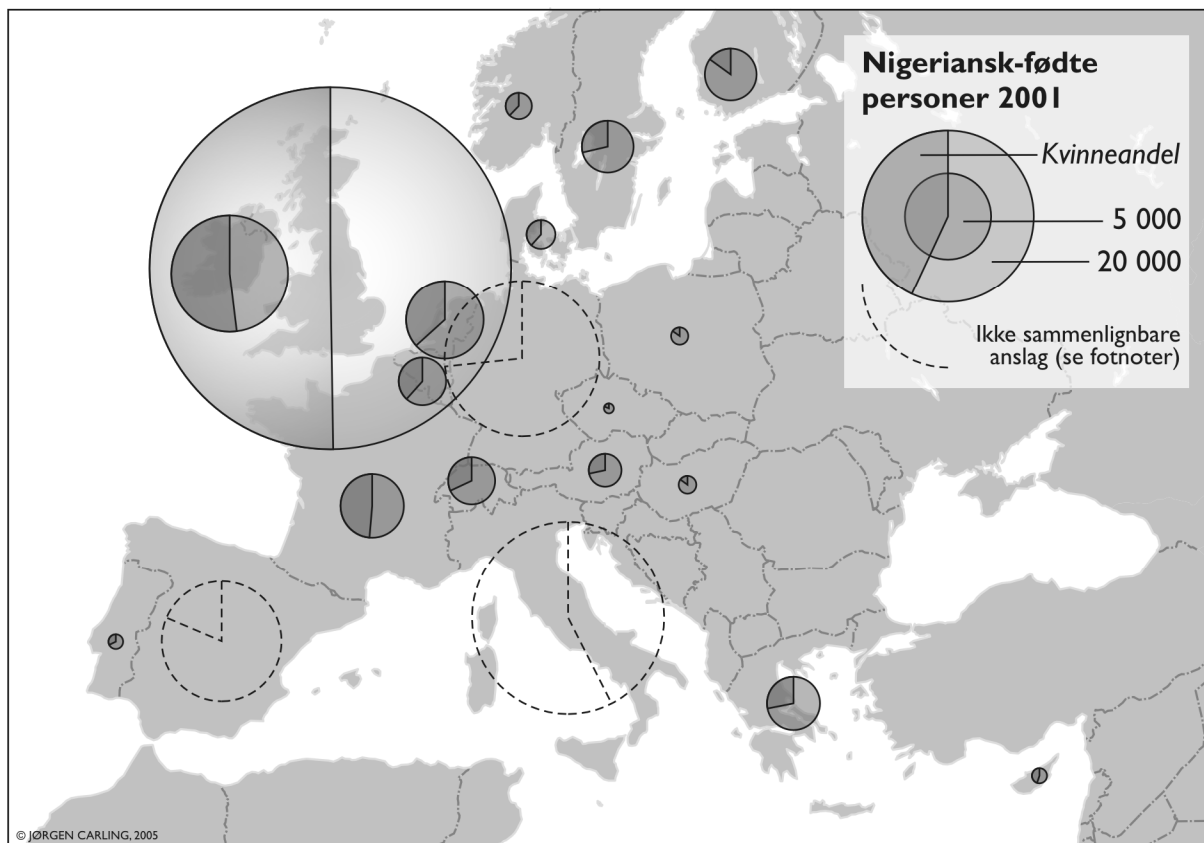 Nigeriansk-fødte
personer 2001
Kvinneandel
5 000
20 000
Ikke sammenlignbare
anslag (se fotnoter)
© JØRGEN CARLING, 2005